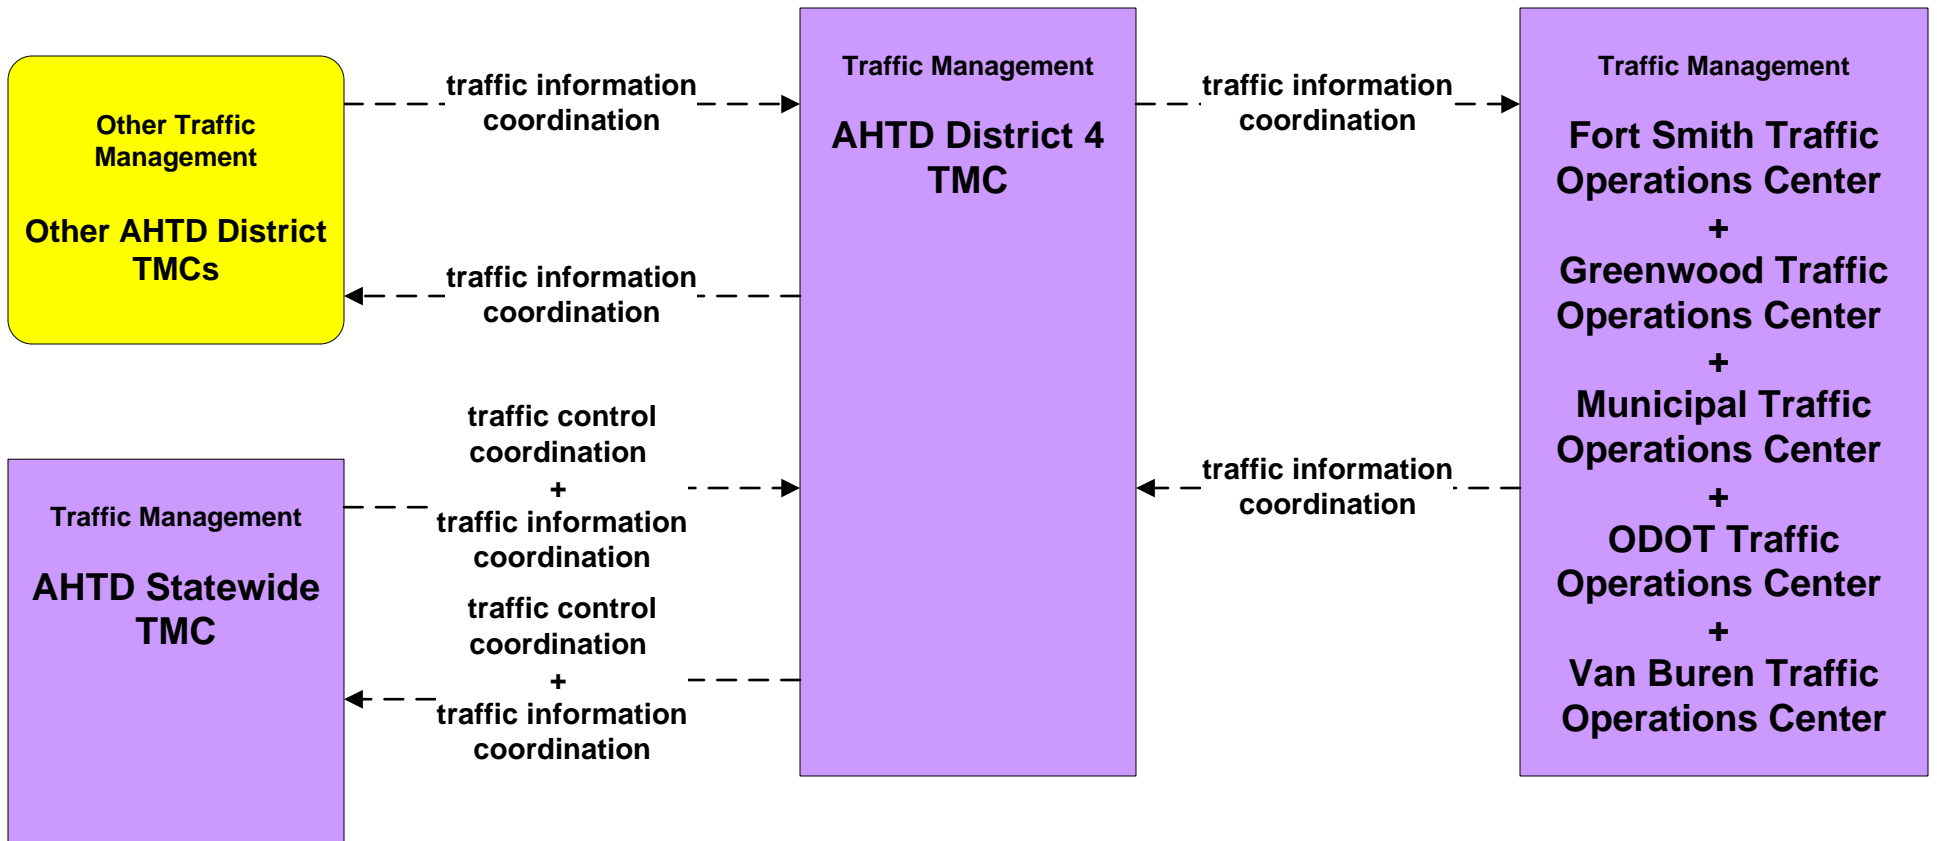 Other Traffic
Management
Other AHTD District
TMCs
traffic information
coordination
traffic information
coordination
Traffic Management
AHTD Statewide
TMC
traffic control
coordination
+
traffic information
coordination
traffic control
coordination
+
traffic information
coordination
Traffic Management
AHTD District 4
TMC
traffic information
coordination
traffic information
coordination
Traffic Management
Fort Smith Traffic
Operations Center
+
Greenwood Traffic
Operations Center
+
Municipal Traffic
Operations Center
+
ODOT Traffic
Operations Center
+
Van Buren Traffic
Operations Center